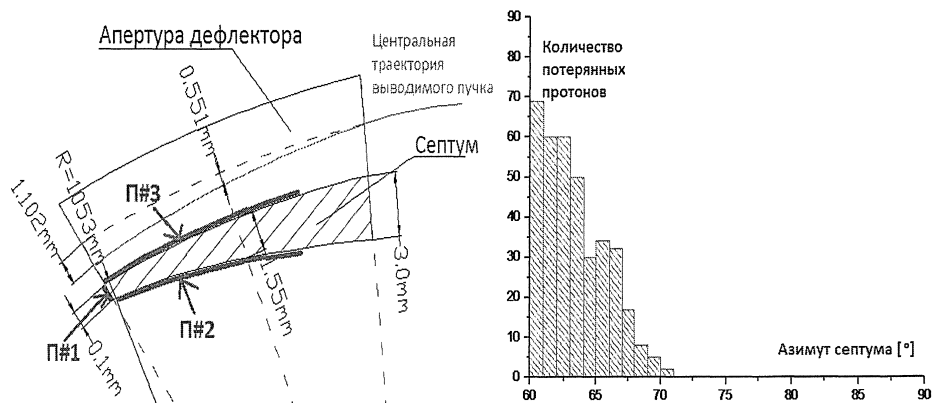 Апертура дефлектора
Центральная
траектория
выводимого пучка
0.551mm
Септум
R=1053mm
1.102mm
П#3
3.0mm
1.55mm
П#2
П#1
0.1mm
90
80
70
60
50
40
30
20
10
0
Количество
потерянных
протонов
Азимут септума [°]
60 65 70 75 80 85 90